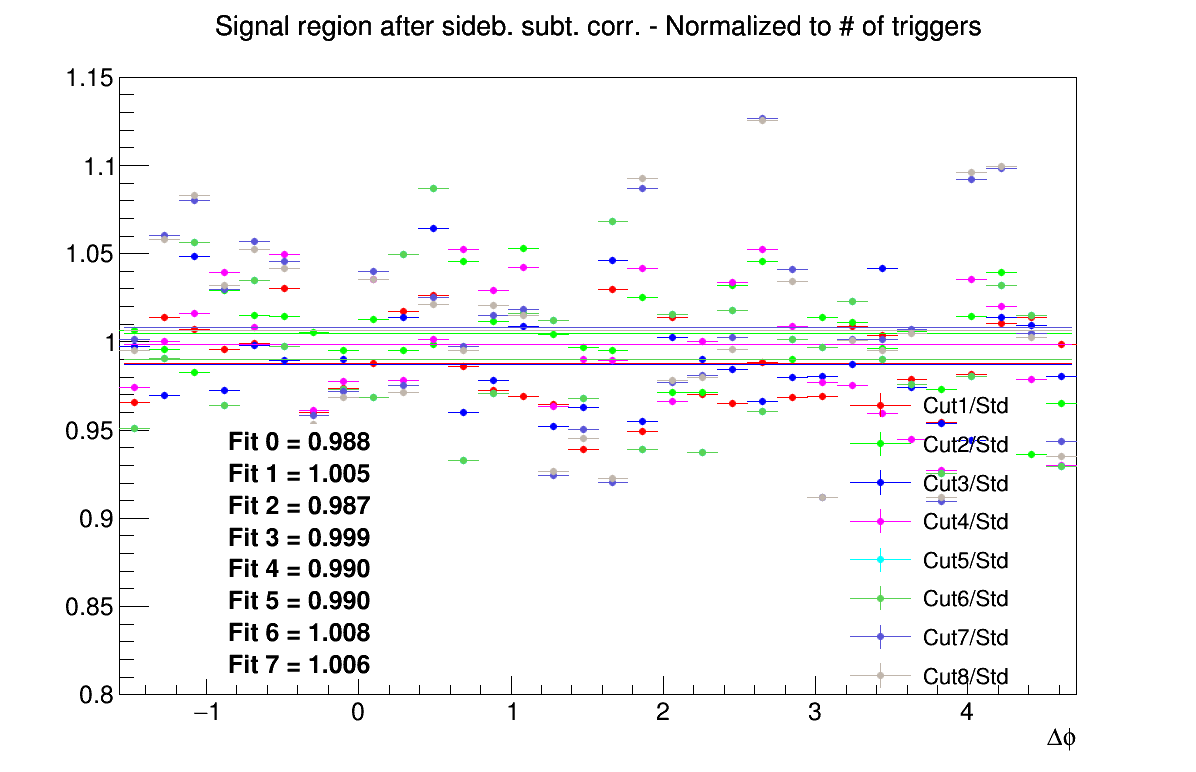 Signal region after sideb. subt. corr. - Normalized to # of triggers
1.15
1.1
1.05
1
0.95
0.9
0.85
0.8
Fit 0 = 0.988
Fit 1 = 1.005
Fit 2 = 0.987
Fit 3 = 0.999
Fit 4 = 0.990
Fit 5 = 0.990
Fit 6 = 1.008
Fit 7 = 1.006
Cut1/Std
Cut2/Std
Cut3/Std
Cut4/Std
Cut5/Std
Cut6/Std
Cut7/Std
Cut8/Std
−1 0 1 2 3 4
Δϕ